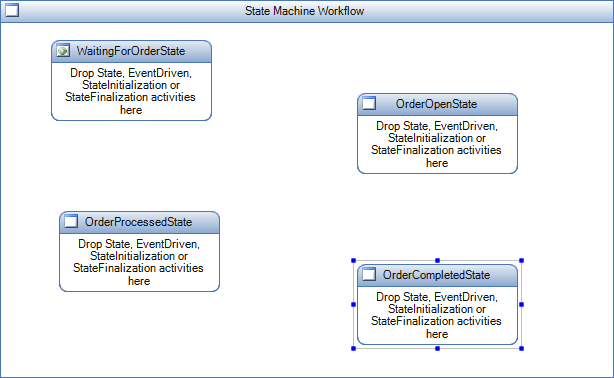 State Machine Workflow
WaitingForOrderState
Drop State, EventDriven,
StateInitialization or
StateFinalization activities
here
OrderOpenState
Drop State, EventDriven,
StateInitialization or
StateFinalization activities
here
OrderProcessedState
Drop State, EventDriven,
StateInitialization or
StateFinalization activities
here
OrderCompletedState
Drop State, EventDriven,
StateInitialization or
StateFinalization activities
here